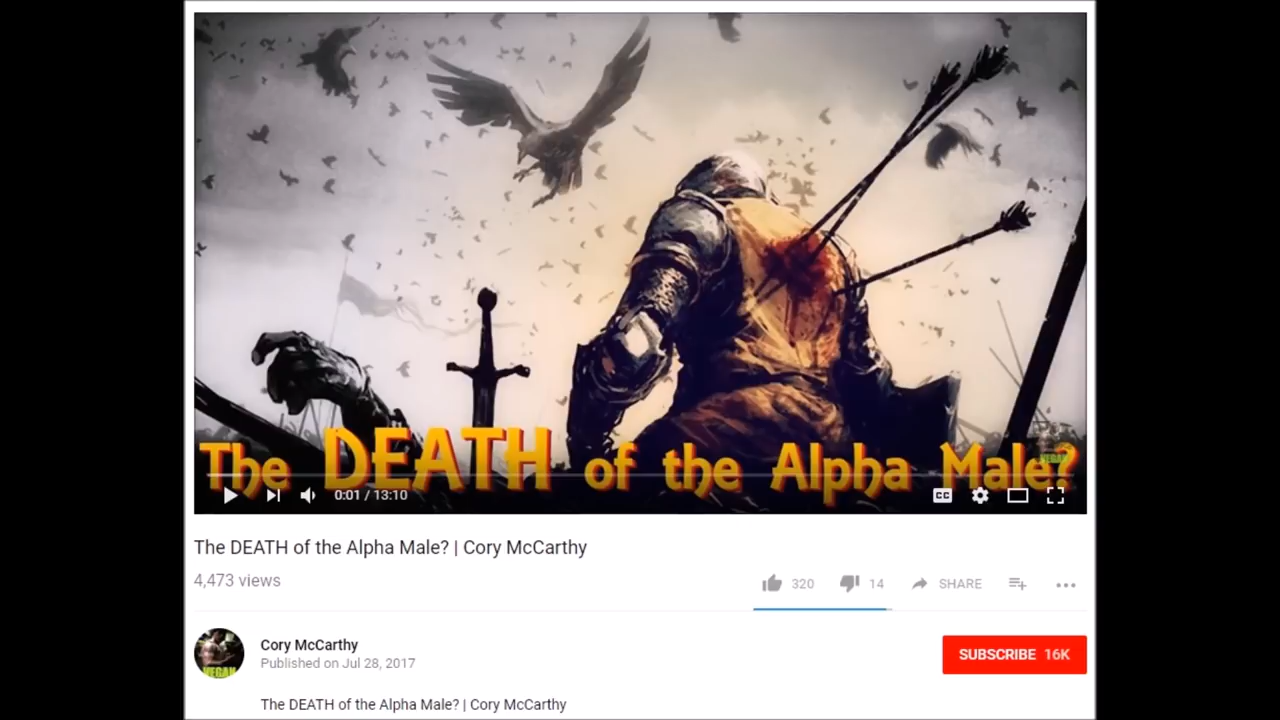 The DEATH of the Alpha Male?
VEGAN
0:01 / 13:10
CC
The DEATH of the Alpha Male? | Cory McCarthy
4,473 views
320
14
SHARE
Cory McCarthy
Published on Jul 28, 2017
SUBSCRIBE 16K
VEGAN
The DEATH of the Alpha Male? | Cory McCarthy